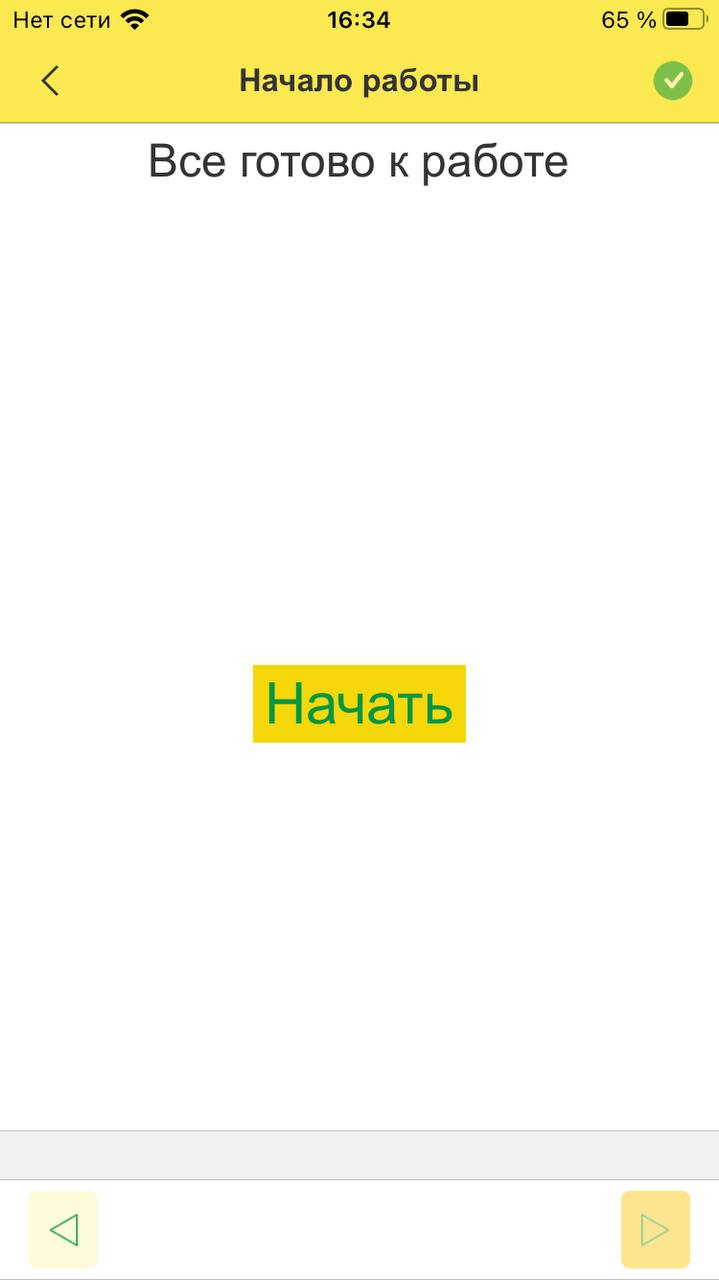 Нет сети 16:34 65 %
Начало работы
Все готово к работе
Начать